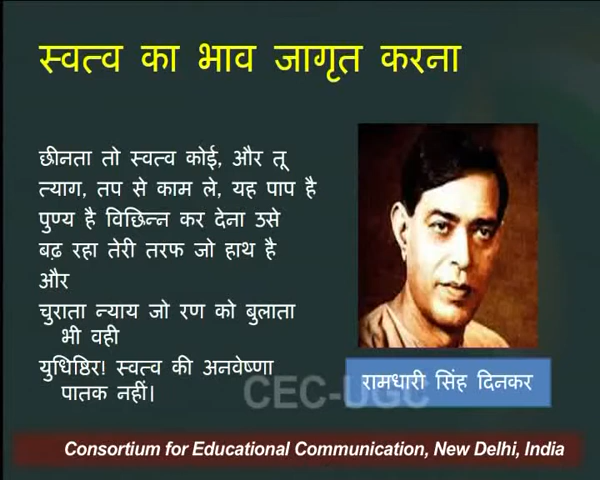 स्वत्व का भाव जागृत करना
छीनता तो स्वत्व कोई, और तू
त्याग, तप से काम ले, यह पाप है
पुण्य है विछिन्न कर देना उसे
बढ़ रहा तेरी तरफ जो हाथ है
और
चुराता न्याय जो रण को बुलाता
भी वही
युधिष्ठिर! स्वत्व की अनवेष्णा
पातक नहीं।
रामधारी सिंह दिनकर
CEC-UGC
Consortium for Educational Communication, New Delhi, India